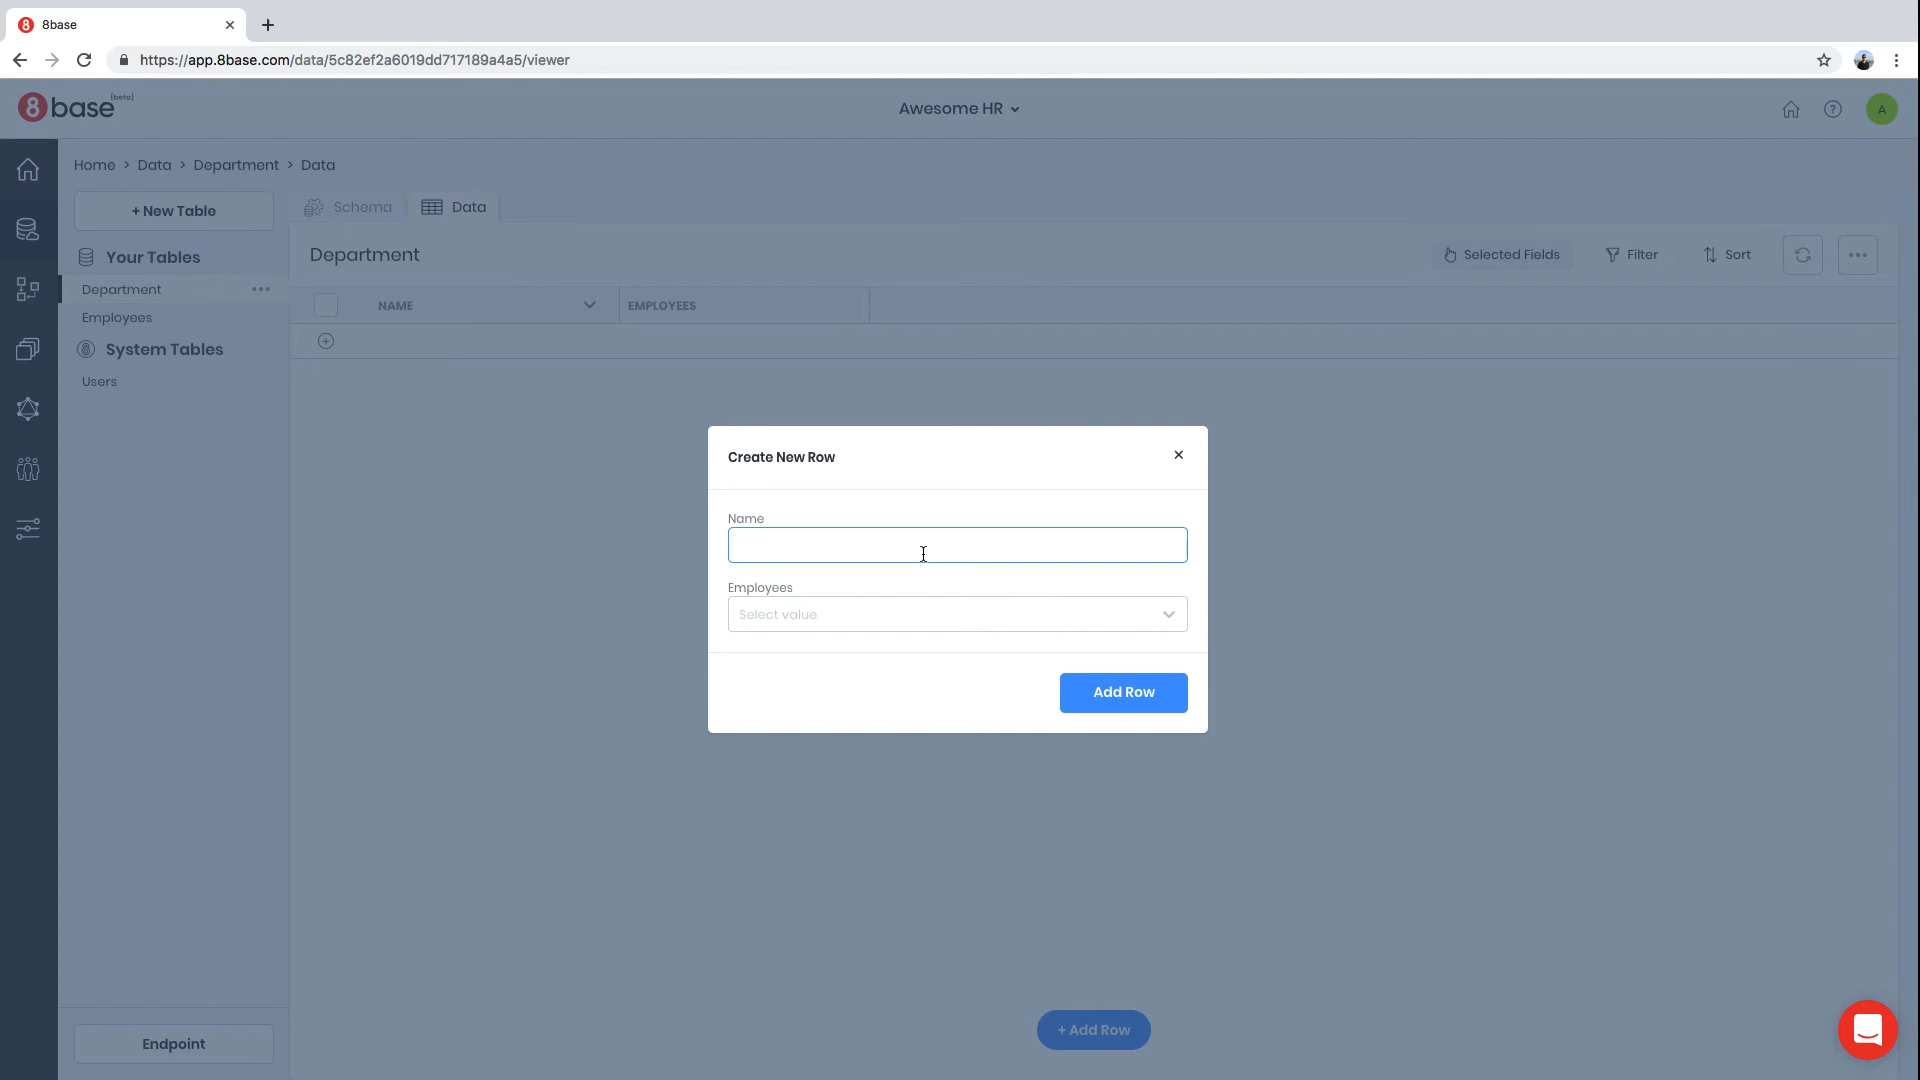 8base
https://app.8base.com/data/5c82ef2a6019dd717189a4a5/viewer
8base [beta]
Awesome HR
A
Home > Data > Department > Data
+ New Table
Schema
Data
Your Tables
Department
Selected Fields
Filter
Sort
Department
NAME
EMPLOYEES
Employees
System Tables
Users
Create New Row
Name
Employees
Select value
Add Row
+ Add Row
Endpoint